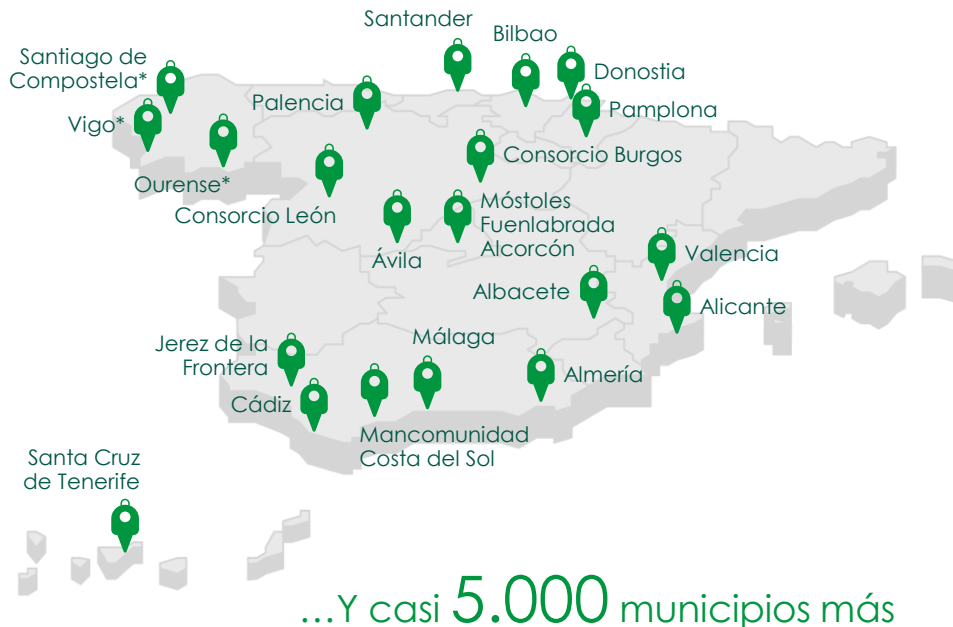 Santander
Bilbao
Santiago de
Compostela*
Donostia
Palencia
Pamplona
Vigo*
Consorcio Burgos
Ourense*
Consorcio León
Móstoles
Fuenlabrada
Alcorcón
Ávila
Valencia
Albacete
Alicante
Málaga
Jerez de la
Frontera
Almería
Cádiz
Mancomunidad
Costa del Sol
Santa Cruz
de Tenerife
...Y casi 5.000 municipios más